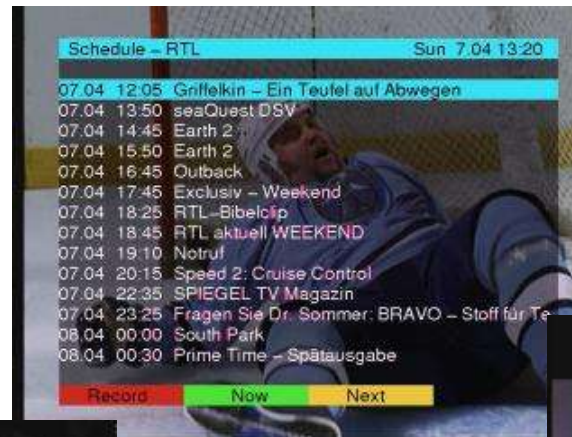 Schedule – RTL Sun 7.04 13:20
07.04 12:05 Griffelkin – Ein Teufel auf Abwegen
07.04 13:50 seaQuest DSV
07.04 14:45 Earth 2
07.04 15:50 Earth 2
07.04 16:45 Outback
07.04 17:45 Exclusiv – Weekend
07.04 18:25 RTL–Bibelclip
07.04 18:45 RTL aktuell WEEKEND
07.04 19:10 Notruf
07.04 20:15 Speed 2: Cruise Control
07.04 22:35 SPIEGEL TV Magazin
07.04 23:25 Fragen Sie Dr. Sommer: BRAVO – Stoff für Te
08.04 00:00 South Park
08.04 00:30 Prime Time – Spätausgabe
Record Now Next